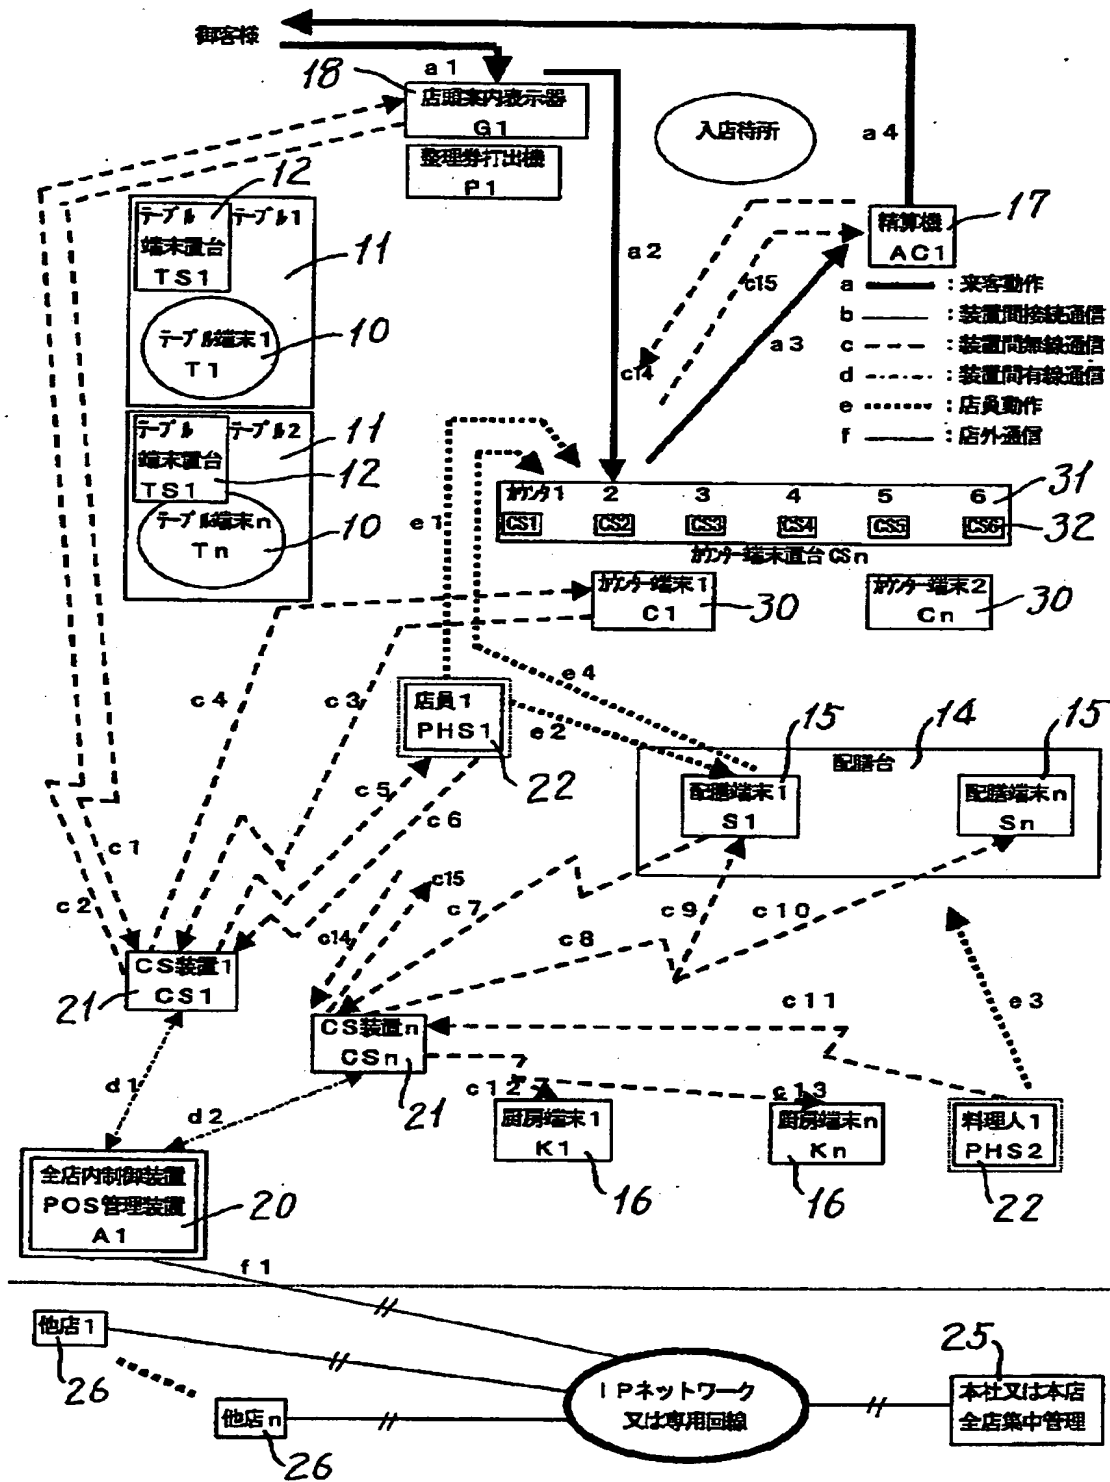 御客様
a1
18
店頭案内表示器
G1
整理券打出機
P1
入店待所
a4
17
精算機
AC1
a2
c15
a3
c14
a : 来客動作
b : 装置間接続通信
c : 装置間無線通信
d : 装置間有線通信
e : 店員動作
f : 店外通信
12
テーブル テーブル1
端末置台
TS1
11
テーブル端末1
T1
10
テーブル テーブル2
端末置台
TS1
11
12
テーブル端末n
Tn
10
e1
カウンタ1 2 3 4 5 6
31
CS1 CS2 CS3 CS4 CS5 CS6
32
カウンター端末置台CSn
カウンター端末1
C1
30
カウンター端末2
Cn
30
c4
c3
e4
店員1
PHS1
22
e2
15
14
15
配膳台
配膳端末1
S1
配膳端末n
Sn
c5
c6
c1
c2
c15
c14
c7
c8
c9
c10
CS装置1
CS1
21
CS装置n
CSn
21
c11
e3
d1
d2
c12
c13
厨房端末1
K1
16
厨房端末n
Kn
16
料理人1
PHS2
22
全店内制御装置
POS管理装置
A1
20
f1
他店1
26
他店n
26
IPネットワーク
又は専用回線
25
本社又は本店
全店集中管理